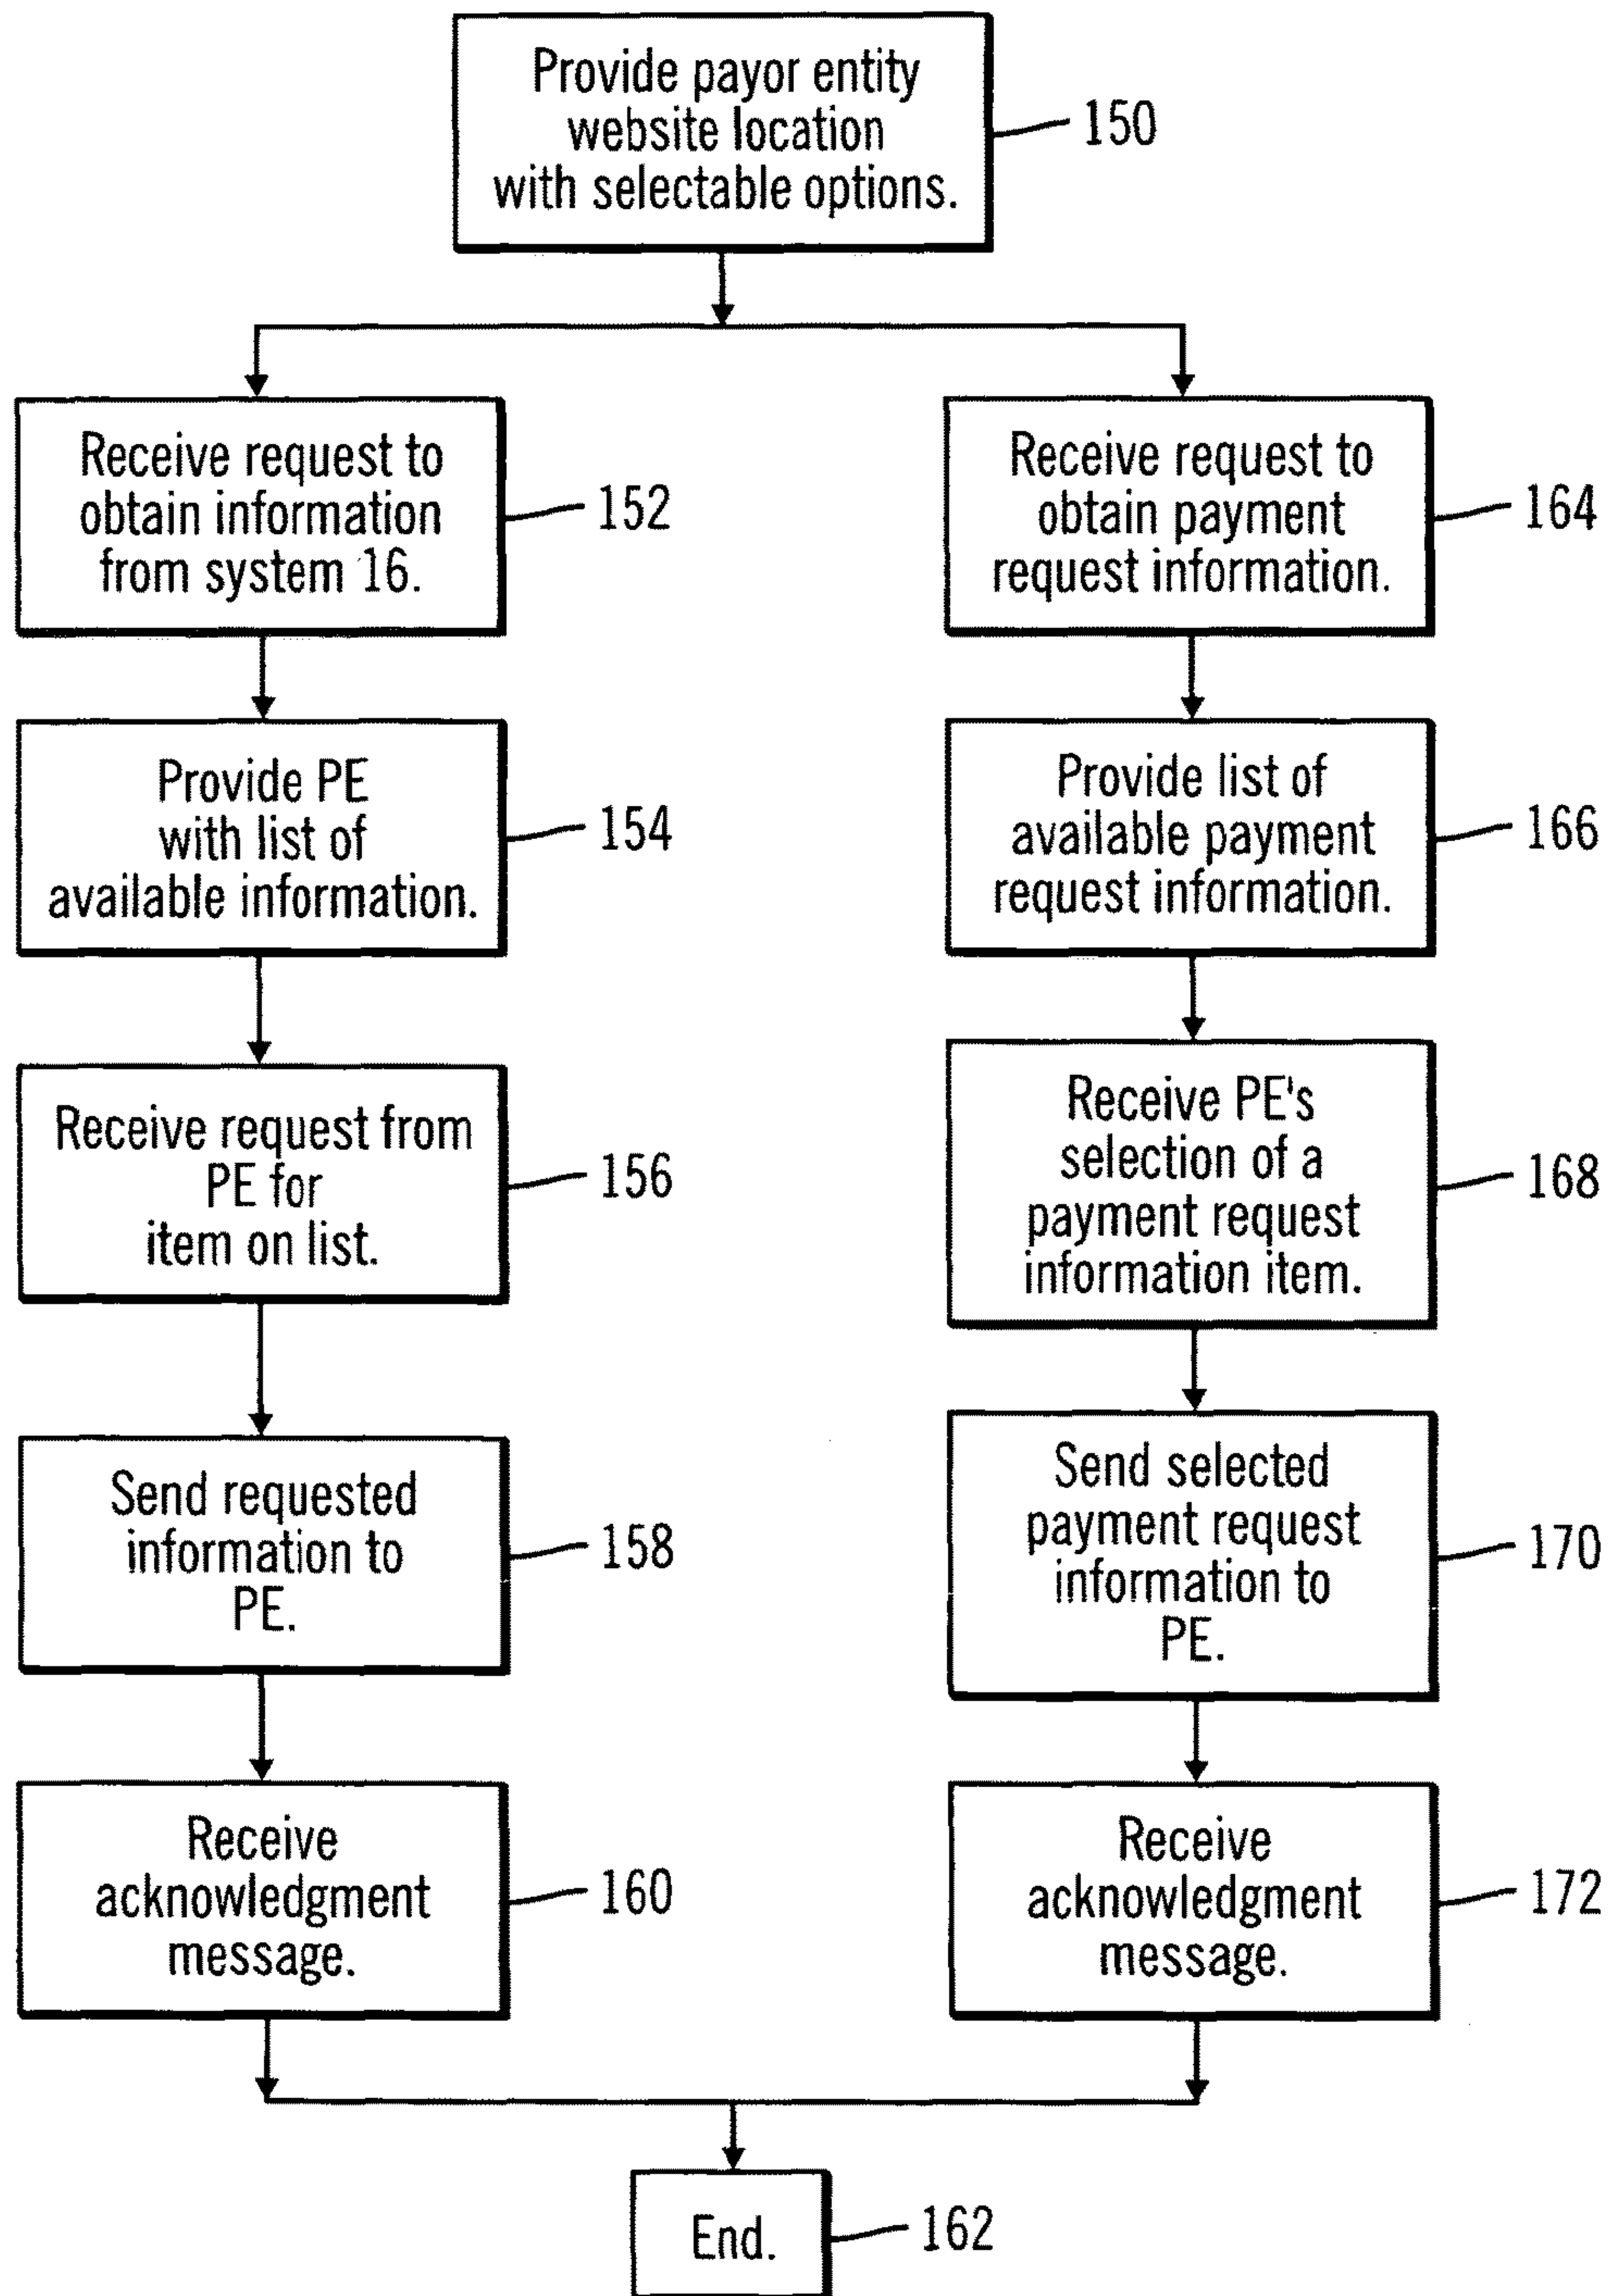 Provide payor entity
website location
with selectable options.
150
Receive request to
obtain information
from system 16.
152
Provide PE
with list of
available information.
154
Receive request from
PE for
item on list.
156
Send requested
information to
PE.
158
Receive
acknowledgment
message.
160
Receive request to
obtain payment
request information.
164
Provide list of
available payment
request information.
166
Receive PE's
selection of a
payment request
information item.
168
Send selected
payment request
information to
PE.
170
Receive
acknowledgment
message.
172
End.
162